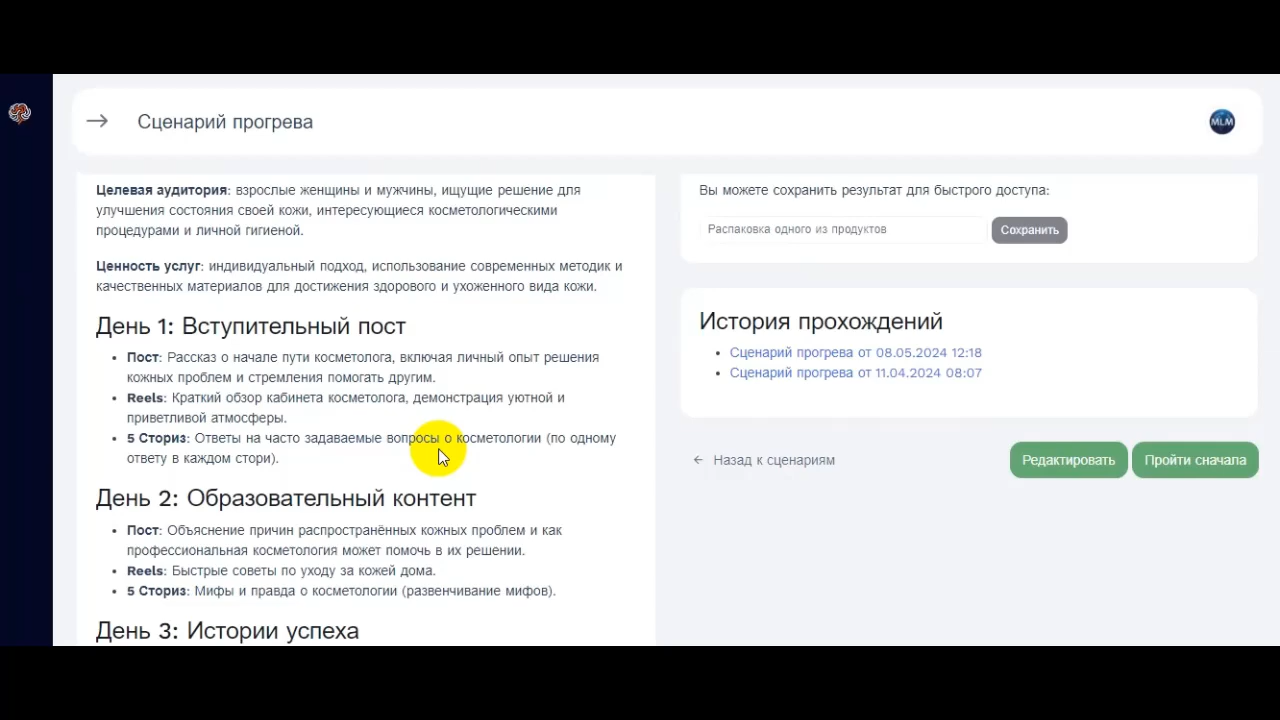 Сценарий прогрева
MLM
Целевая аудитория: взрослые женщины и мужчины, ищущие решение для
улучшения состояния своей кожи, интересующиеся косметологическими
процедурами и личной гигиеной.
Ценность услуг: индивидуальный подход, использование современных методик и
качественных материалов для достижения здорового и ухоженного вида кожи.
День 1: Вступительный пост
Пост: Рассказ о начале пути косметолога, включая личный опыт решения
кожных проблем и стремления помогать другим.
Reels: Краткий обзор кабинета косметолога, демонстрация уютной и
приветливой атмосферы.
5 Сториз: Ответы на часто задаваемые вопросы о косметологии (по одному
ответу в каждом стори).
День 2: Образовательный контент
Пост: Объяснение причин распространённых кожных проблем и как
профессиональная косметология может помочь в их решении.
Reels: Быстрые советы по уходу за кожей дома.
5 Сториз: Мифы и правда о косметологии (развенчивание мифов).
День 3: Истории успеха
Вы можете сохранить результат для быстрого доступа:
Распаковка одного из продуктов
Сохранить
История прохождений
Сценарий прогрева от 08.05.2024 12:18
Сценарий прогрева от 11.04.2024 08:07
← Назад к сценариям
Редактировать
Пройти сначала